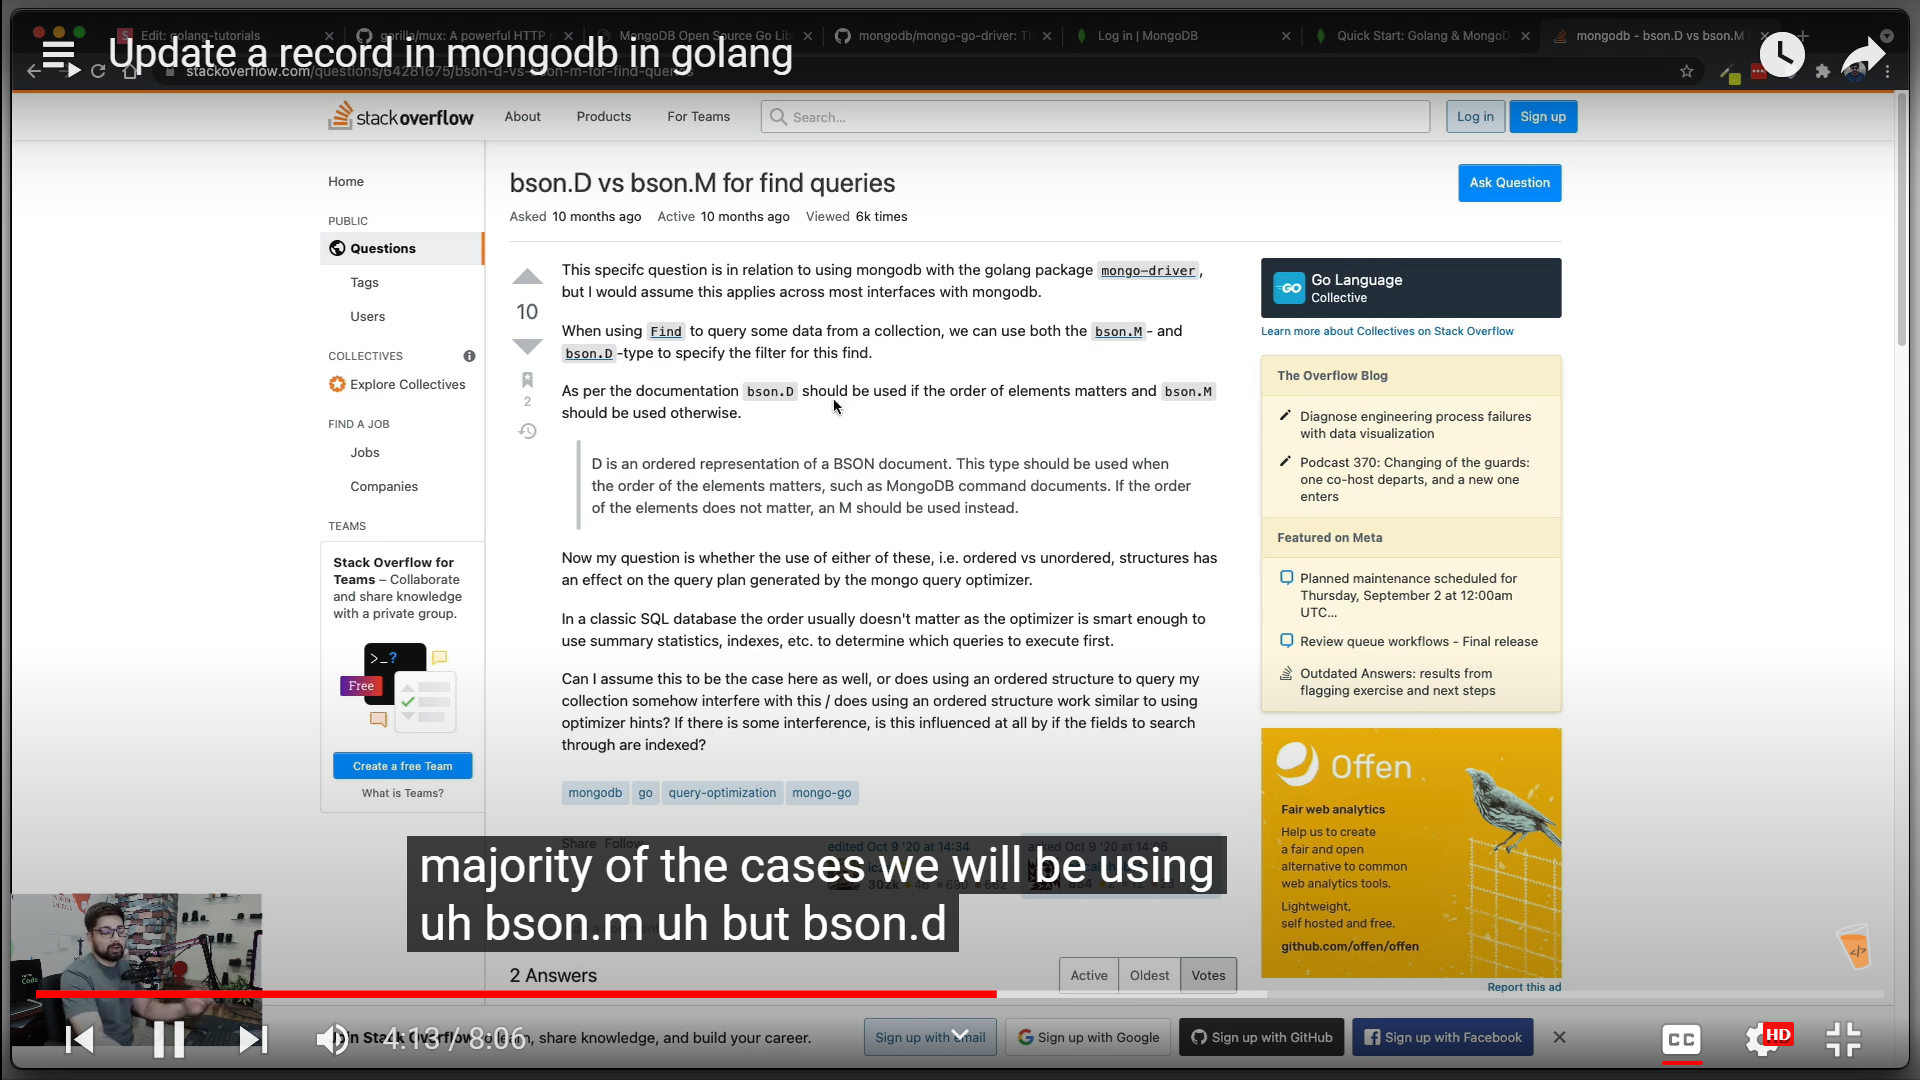 Edit: golang-tutorials
gorilla/mux: A powerful HTTP
MongoDB Open Source Go Lib
mongodb/mongo-go-driver: T
Log in | MongoDB
Quick Start: Golang & MongoD
mongodb - bson.D vs bson.M
Update a record in mongodb in golang
stackoverflow.com/questions/64281675/bson-d-vs-bson-m-for-find-queries
stackoverflow
About
Products
For Teams
Search...
Log in
Sign up
Home
PUBLIC
Questions
Tags
Users
COLLECTIVES
Explore Collectives
FIND A JOB
Jobs
Companies
TEAMS
Stack Overflow for
Teams – Collaborate
and share knowledge
with a private group.
>_?
Free
Create a free Team
What is Teams?
bson.D vs bson.M for find queries
Ask Question
Asked 10 months ago Active 10 months ago Viewed 6k times
10
2
This specifc question is in relation to using mongodb with the golang package mongo-driver,
but I would assume this applies across most interfaces with mongodb.
When using Find to query some data from a collection, we can use both the bson.M - and
bson.D -type to specify the filter for this find.
As per the documentation bson.D should be used if the order of elements matters and bson.M
should be used otherwise.
D is an ordered representation of a BSON document. This type should be used when
the order of the elements matters, such as MongoDB command documents. If the order
of the elements does not matter, an M should be used instead.
Now my question is whether the use of either of these, i.e. ordered vs unordered, structures has
an effect on the query plan generated by the mongo query optimizer.
In a classic SQL database the order usually doesn't matter as the optimizer is smart enough to
use summary statistics, indexes, etc. to determine which queries to execute first.
Can I assume this to be the case here as well, or does using an ordered structure to query my
collection somehow interfere with this / does using an ordered structure work similar to using
optimizer hints? If there is some interference, is this influenced at all by if the fields to search
through are indexed?
mongodb go query-optimization mongo-go
Share Follow
edited Oct 9 '20 at 14:34
asked Oct 9 '20 at 14:06
majority of the cases we will be using
uh bson.m uh but bson.d
2 Answers
Active
Oldest
Votes
GO
Go Language
Collective
Learn more about Collectives on Stack Overflow
The Overflow Blog
Diagnose engineering process failures
with data visualization
Podcast 370: Changing of the guards:
one co-host departs, and a new one
enters
Featured on Meta
Planned maintenance scheduled for
Thursday, September 2 at 12:00am
UTC...
Review queue workflows - Final release
Outdated Answers: results from
flagging exercise and next steps
Offen
Fair web analytics
Help us to create
a fair and open
alternative to common
web analytics tools.
Lightweight,
self hosted and free.
github.com/offen/offen
Report this ad
Code
4:13 / 8:06
share knowledge, and build your career.
Sign up with email
Sign up with Google
Sign up with GitHub
Sign up with Facebook
CC
HD